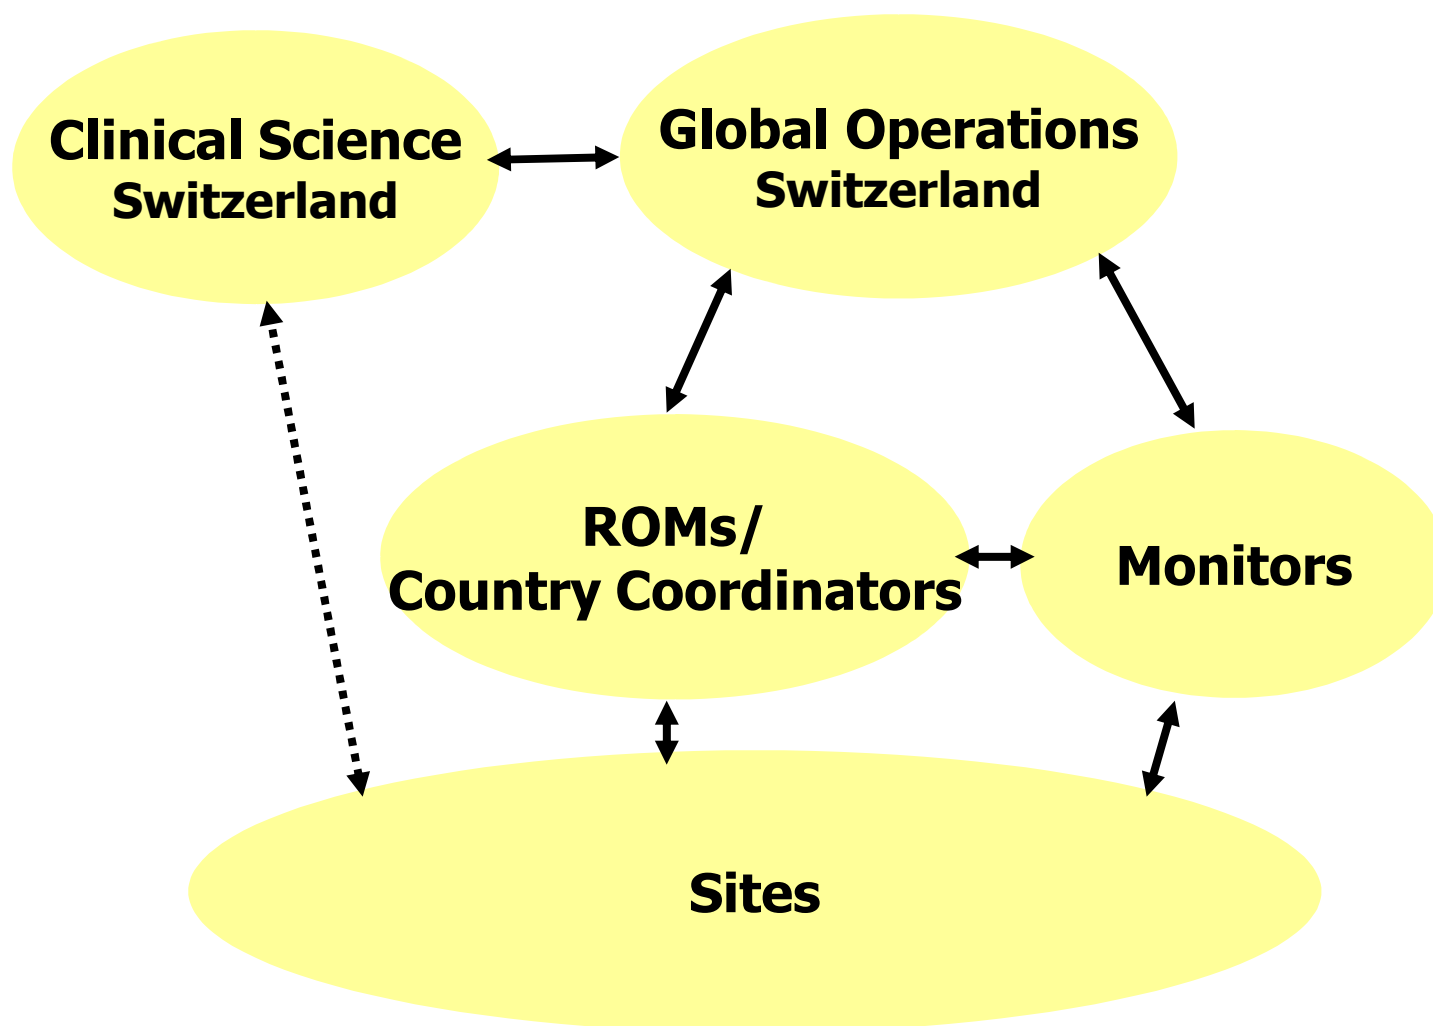 Clinical Science
Switzerland
Global Operations
Switzerland
ROMs/
Country Coordinators
Monitors
Sites